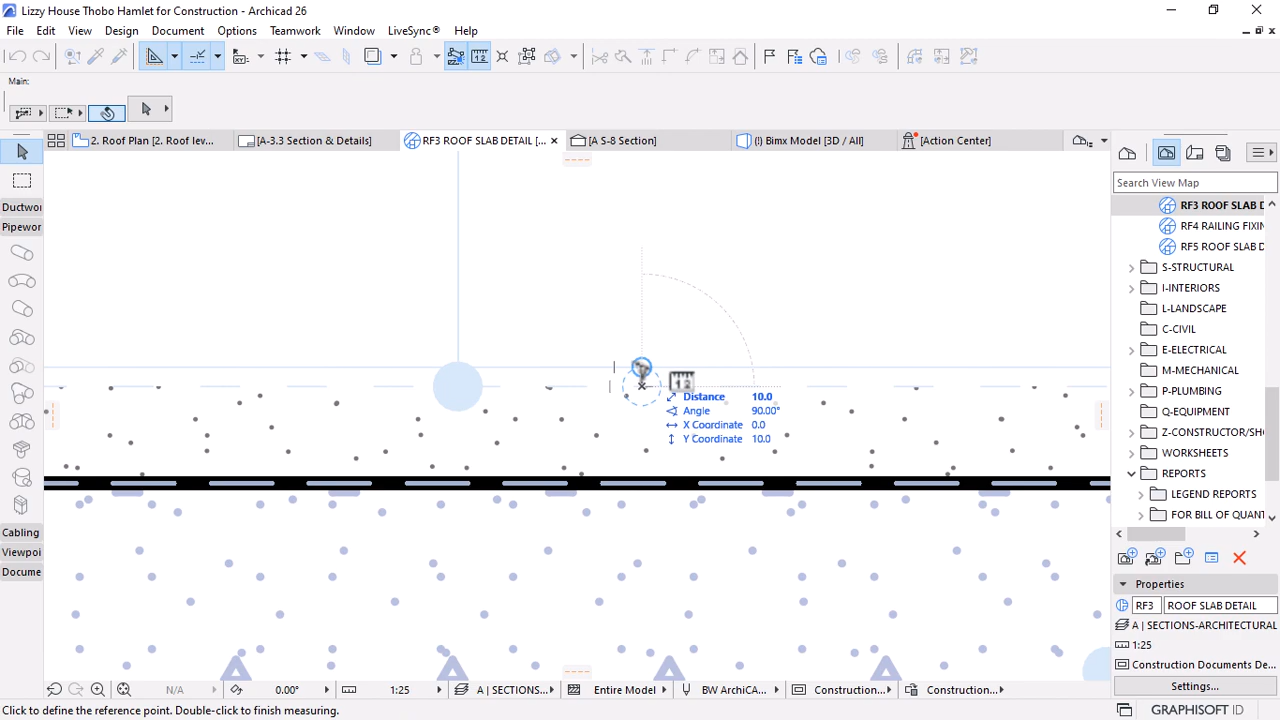 Lizzy House Thobo Hamlet for Construction - Archicad 26
File Edit View Design Document Options Teamwork Window LiveSync® Help
Main:
2. Roof Plan [2. Roof lev...
[A-3.3 Section & Details]
RF3 ROOF SLAB DETAIL [...
[A S-8 Section]
(!) Bimx Model [3D / All]
[Action Center]
Search View Map
Ductwo
Pipewor
Cabling
Viewpoi
Docume
Distance 10.0
Angle 90.00°
X Coordinate 0.0
Y Coordinate 10.0
RF3 ROOF SLAB D
RF4 RAILING FIXIN
RF5 ROOF SLAB D
S-STRUCTURAL
I-INTERIORS
L-LANDSCAPE
C-CIVIL
E-ELECTRICAL
M-MECHANICAL
P-PLUMBING
Q-EQUIPMENT
Z-CONSTRUCTOR/SH
WORKSHEETS
REPORTS
LEGEND REPORTS
FOR BILL OF QUANT
Properties
RF3 ROOF SLAB DETAIL
A | SECTIONS-ARCHITECTURAL
1:25
Construction Documents De...
Settings...
N/A 0.00° 1:25 A | SECTIONS... Entire Model BW ArchiCA... Construction... Construction...
Click to define the reference point. Double-click to finish measuring.
GRAPHISOFT ID